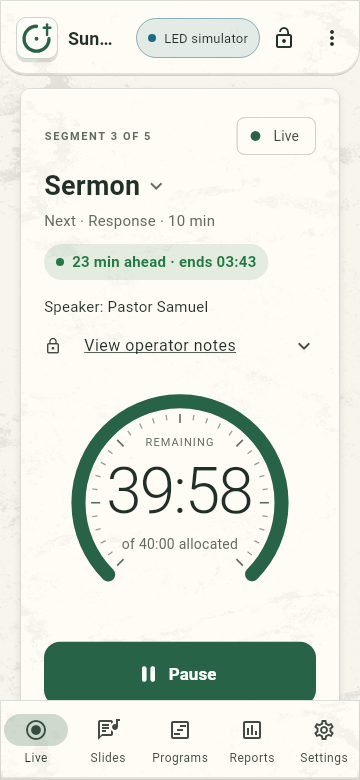 Sun...
LED simulator
SEGMENT 3 OF 5
Live
Sermon
Next · Response · 10 min
23 min ahead · ends 03:43
Speaker: Pastor Samuel
View operator notes
REMAINING
39:58
of 40:00 allocated
Pause
Live
Slides
Programs
Reports
Settings